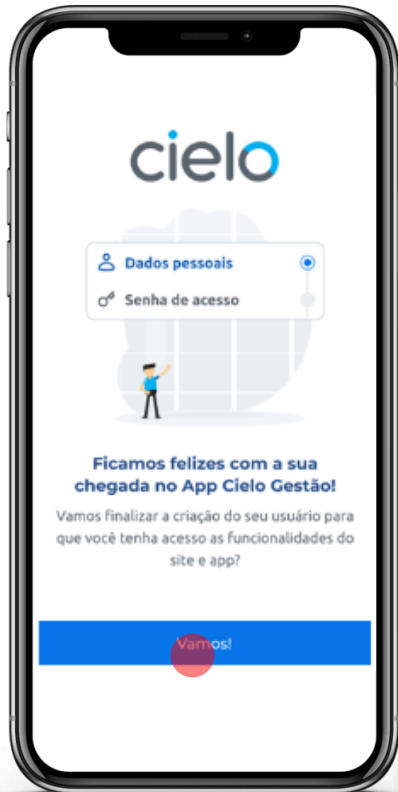 cielo
Dados pessoais
Senha de acesso
Ficamos felizes com a sua
chegada no App Cielo Gestão!
Vamos finalizar a criação do seu usuário para
que você tenha acesso as funcionalidades do
site e app?
Vamos!